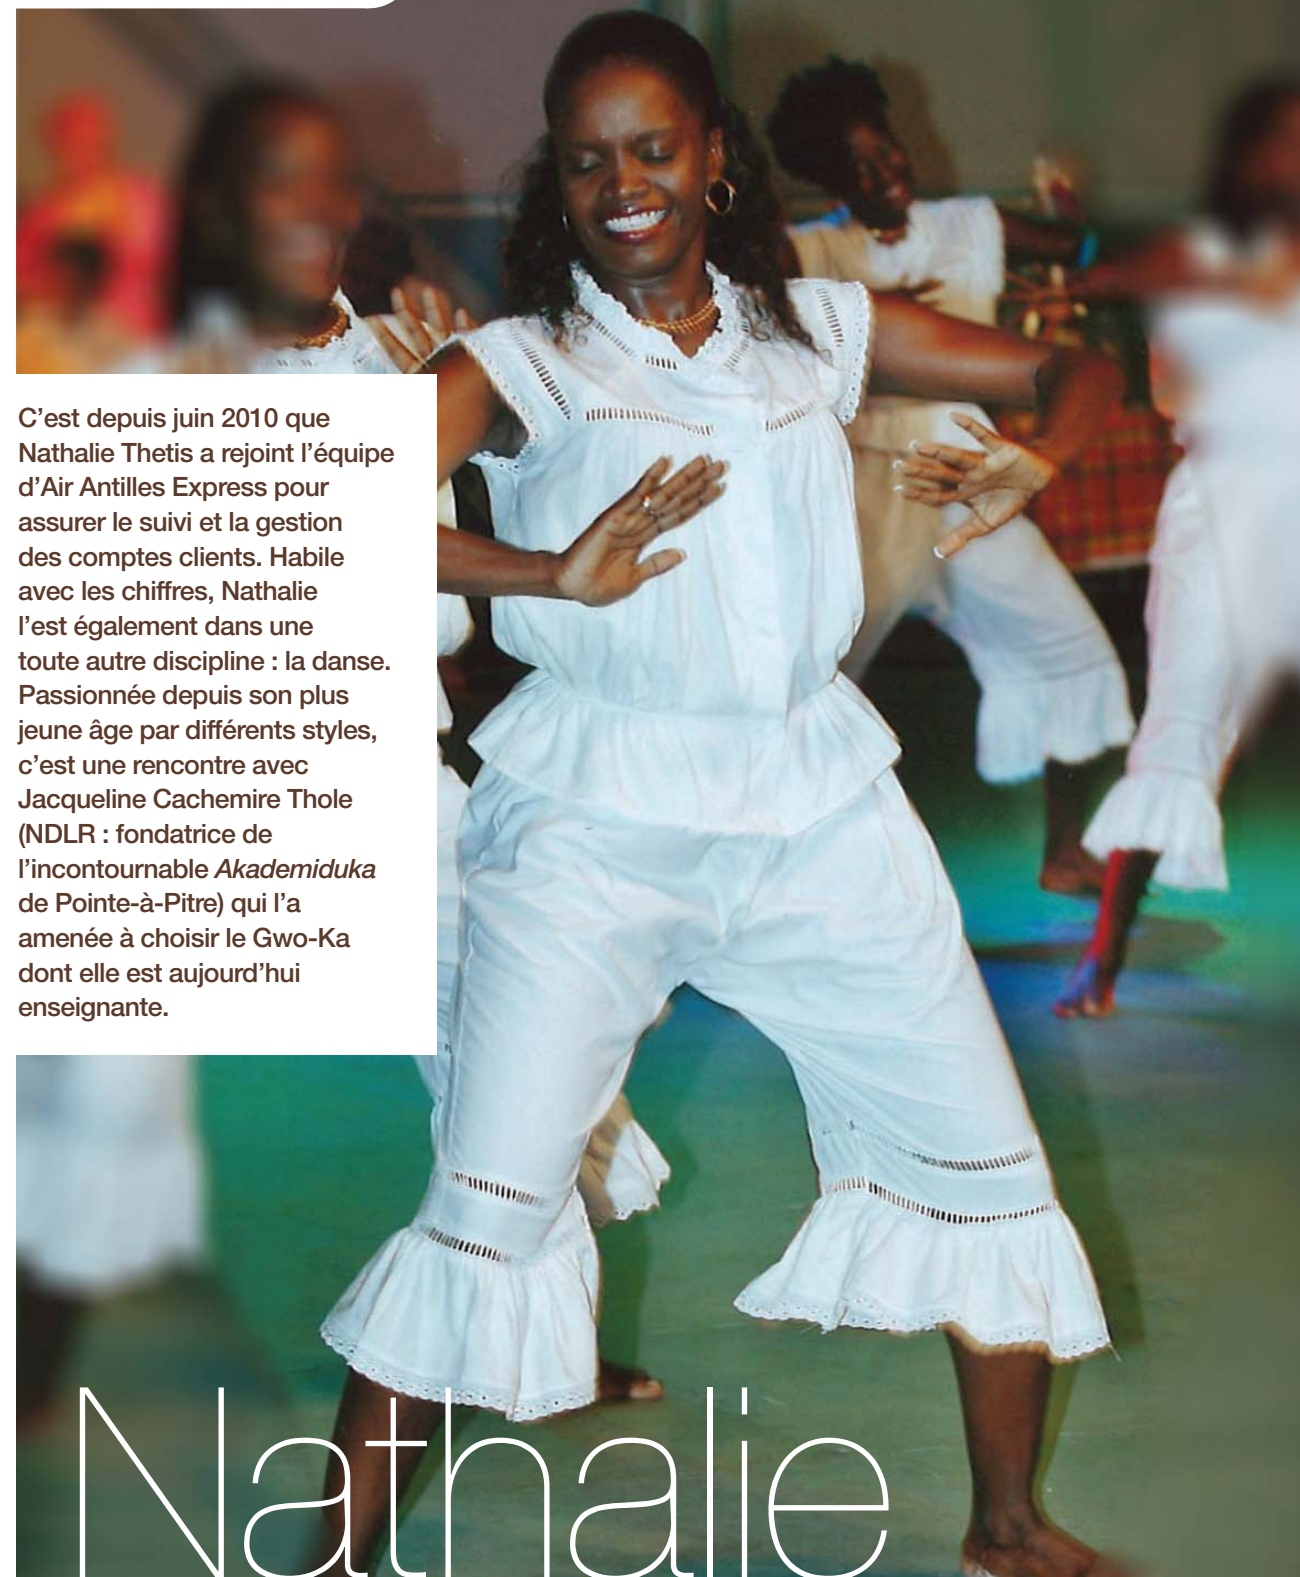 C’est depuis juin 2010 que
Nathalie Thetis a rejoint l’équipe
d’Air Antilles Express pour
assurer le suivi et la gestion
des comptes clients. Habile
avec les chiffres, Nathalie
l’est également dans une
toute autre discipline : la danse.
Passionnée depuis son plus
jeune âge par différents styles,
c’est une rencontre avec
Jacqueline Cachemire Thole
(NDLR : fondatrice de
l’incontournable Akademiduka
de Pointe-à-Pitre) qui l’a
amenée à choisir le Gwo-Ka
dont elle est aujourd’hui
enseignante.
Nathalie